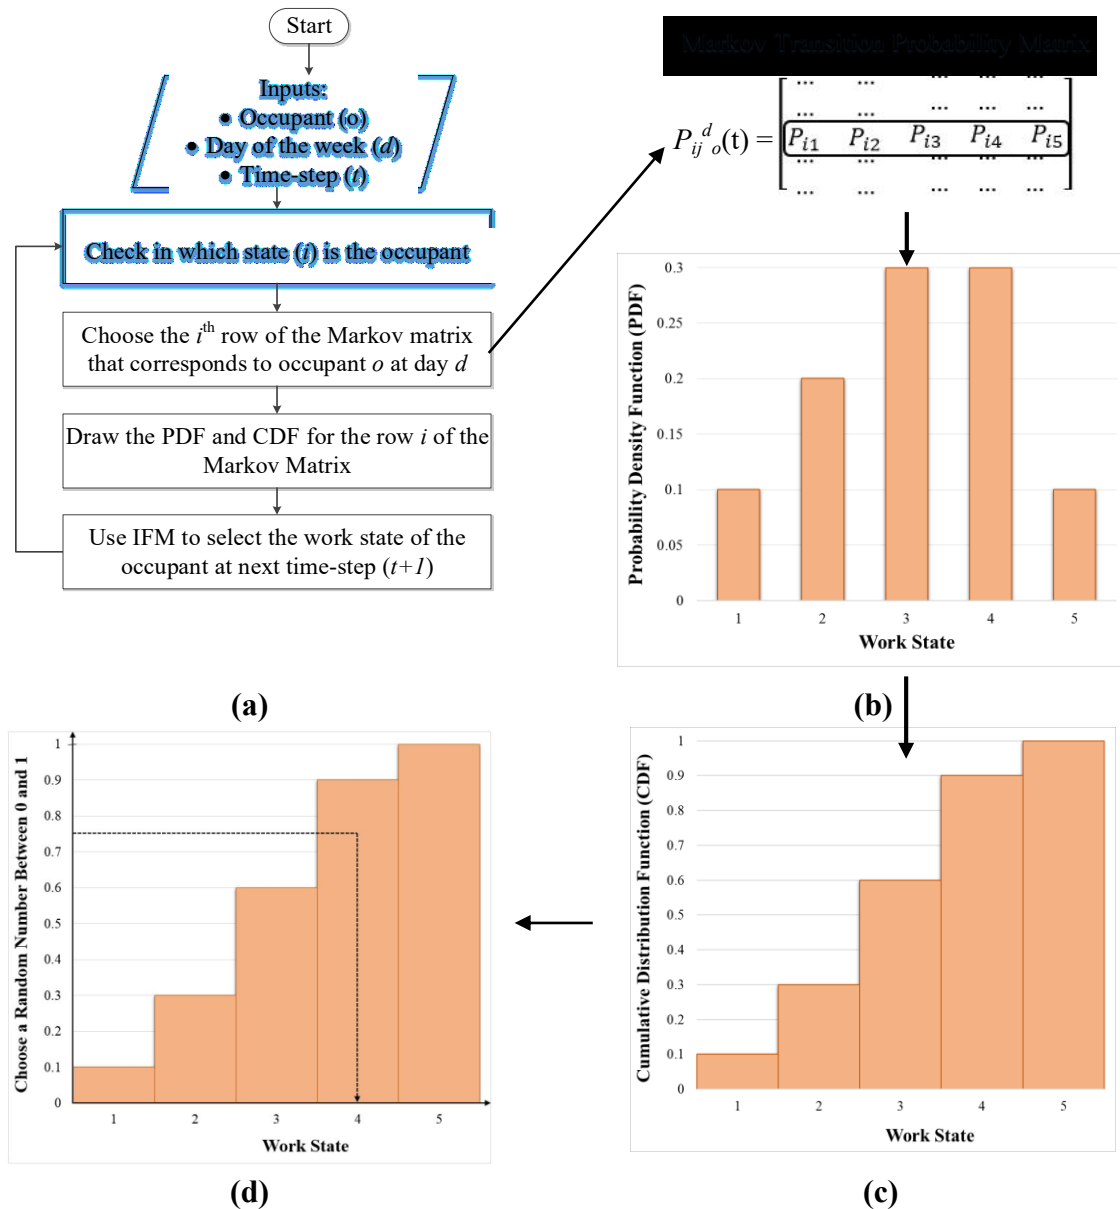 Start
Inputs:
• Occupant (o)
• Day of the week (d)
• Time-step (t)
Check in which state (i) is the occupant
Choose the ith row of the Markov matrix
that corresponds to occupant o at day d
Draw the PDF and CDF for the row i of the
Markov Matrix
Use IFM to select the work state of the
occupant at next time-step (t+1)
(a)
Markov Transition Probability Matrix
... ... ... ... ...
... ... ... ... ...
P_ij^d_o(t) = P_i1 P_i2 P_i3 P_i4 P_i5
... ... ... ... ...
... ... ... ... ...
Probability Density Function (PDF)
0.3
0.25
0.2
0.15
0.1
0.05
0
1 2 3 4 5
Work State
(b)
Choose a Random Number Between 0 and 1
1
0.9
0.8
0.7
0.6
0.5
0.4
0.3
0.2
0.1
0
1 2 3 4 5
Work State
(d)
Cumulative Distribution Function (CDF)
1
0.9
0.8
0.7
0.6
0.5
0.4
0.3
0.2
0.1
0
1 2 3 4 5
Work State
(c)